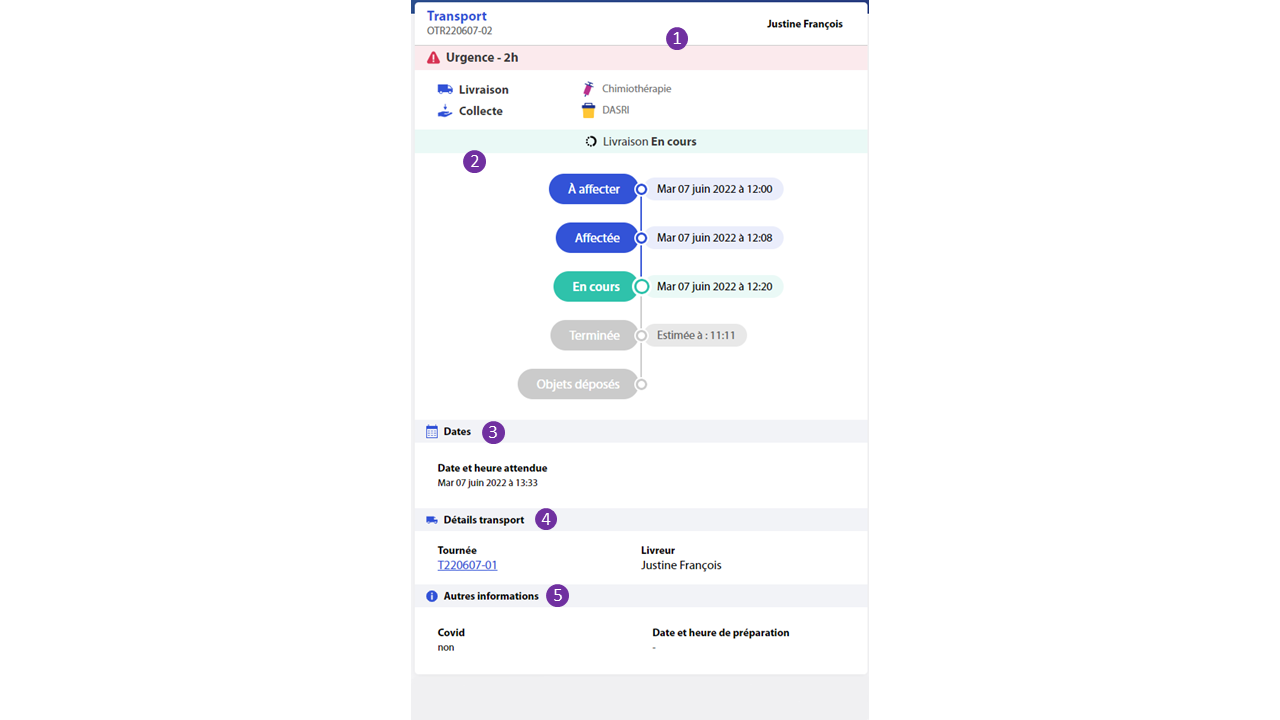 Transport
OTR220607-02
Justine François
1
Urgence - 2h
Livraison
Chimiothérapie
Collecte
DASRI
Livraison En cours
2
À affecter
Mar 07 juin 2022 à 12:00
Affectée
Mar 07 juin 2022 à 12:08
En cours
Mar 07 juin 2022 à 12:20
Terminée
Estimée à : 11:11
Objets déposés
Dates
3
Date et heure attendue
Mar 07 juin 2022 à 13:33
Détails transport
4
Tournée
Livreur
T220607-01
Justine François
Autres informations
5
Covid
Date et heure de préparation
non
-